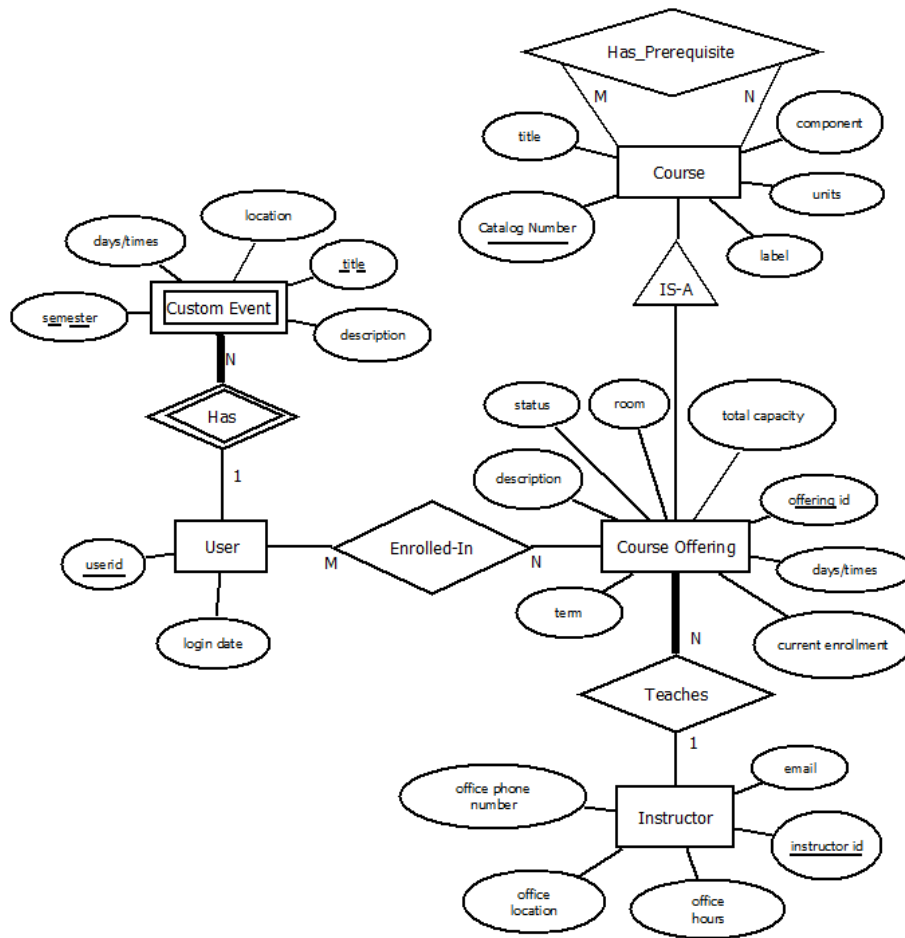 Has_Prerequisite
M
N
title
component
Course
units
Catalog Number
label
location
days/times
title
Custom Event
semester
description
IS-A
N
Has
status
room
total capacity
1
description
offering id
User
Enrolled-In
Course Offering
userid
M
N
days/times
term
login date
current enrollment
N
Teaches
1
email
office phone
number
Instructor
instructor id
office
location
office
hours